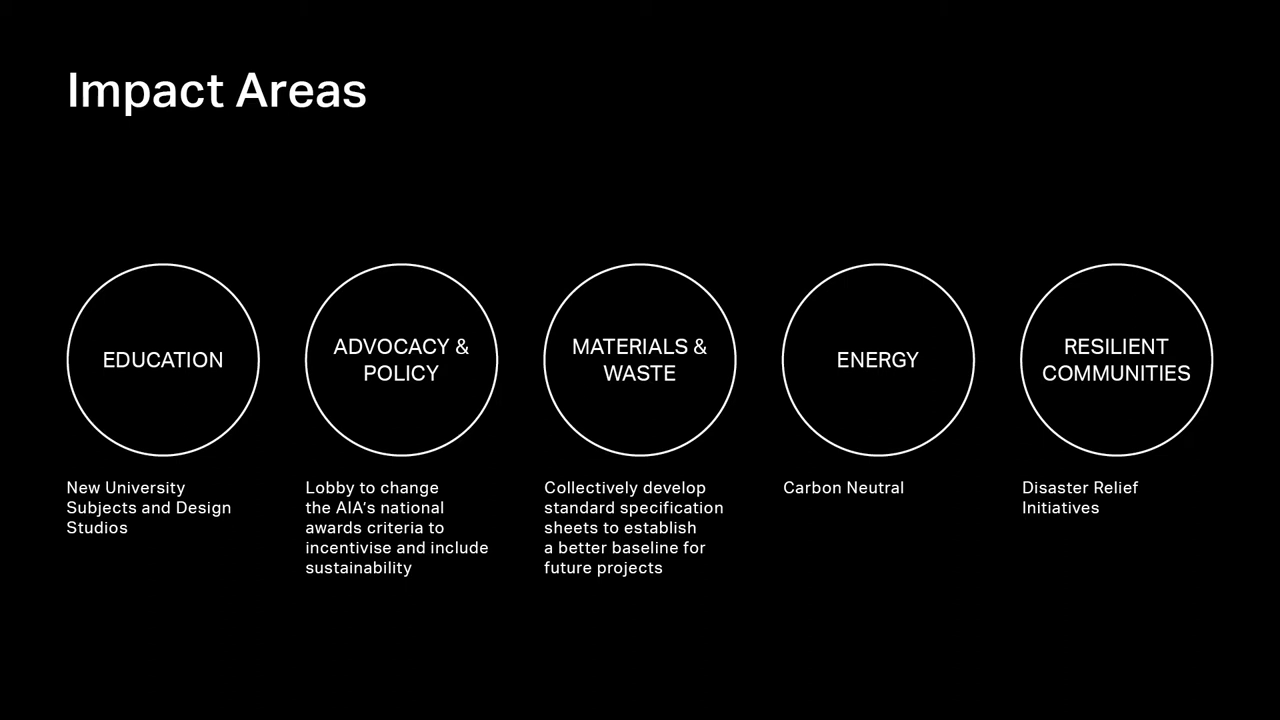 Impact Areas
EDUCATION
New University
Subjects and Design
Studios
ADVOCACY &
POLICY
Lobby to change
the AIA's national
awards criteria to
incentivise and include
sustainability
MATERIALS &
WASTE
Collectively develop
standard specification
sheets to establish
a better baseline for
future projects
ENERGY
Carbon Neutral
RESILIENT
COMMUNITIES
Disaster Relief
Initiatives